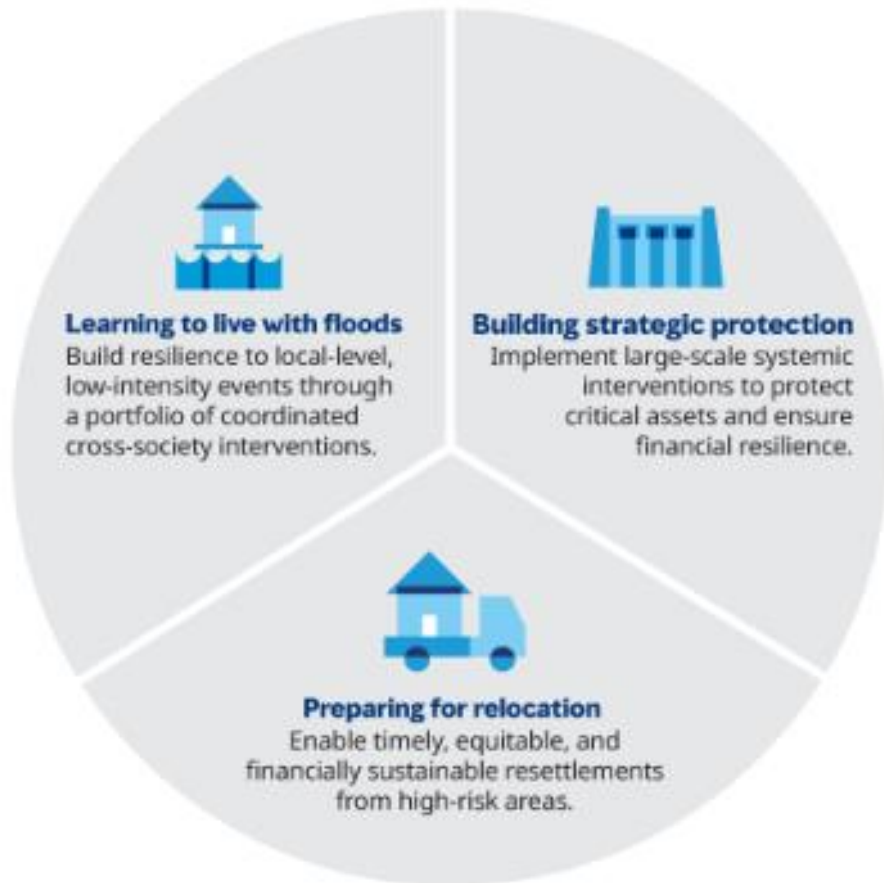 Learning to live with floods
Build resilience to local-level,
low-intensity events through
a portfolio of coordinated
cross-society interventions.
Building strategic protection
Implement large-scale systemic
interventions to protect
critical assets and ensure
financial resilience.
Preparing for relocation
Enable timely, equitable, and
financially sustainable resettlements
from high-risk areas.